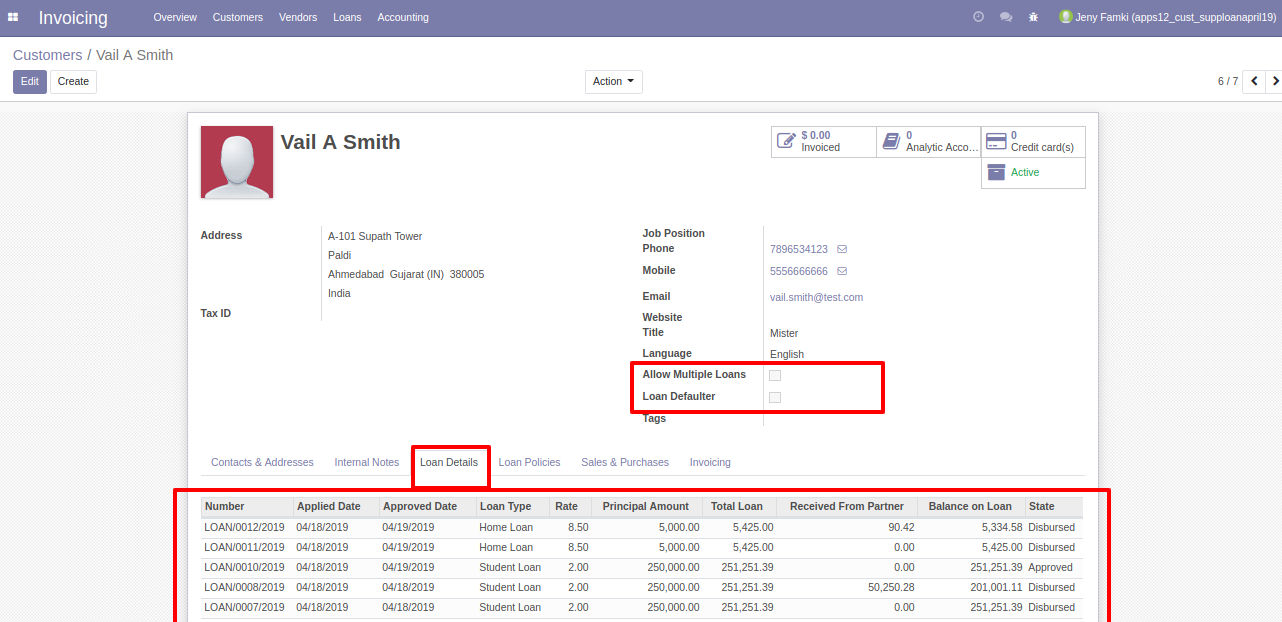 Invoicing Overview Customers Vendors Loans Accounting Jeny Famki (apps12_cust_supploanapril19)
Customers / Vail A Smith
Edit Create Action 6 / 7
Vail A Smith
$ 0.00 Invoiced
0 Analytic Acco...
0 Credit card(s)
Active
Address
A-101 Supath Tower
Paldi
Ahmedabad Gujarat (IN) 380005
India
Tax ID
Job Position
Phone 7896534123
Mobile 5556666666
Email vail.smith@test.com
Website
Title Mister
Language English
Allow Multiple Loans
Loan Defaulter
Tags
Contacts & Addresses Internal Notes Loan Details Loan Policies Sales & Purchases Invoicing
Number Applied Date Approved Date Loan Type Rate Principal Amount Total Loan Received From Partner Balance on Loan State
LOAN/0012/2019 04/18/2019 04/19/2019 Home Loan 8.50 5,000.00 5,425.00 90.42 5,334.58 Disbursed
LOAN/0011/2019 04/18/2019 04/19/2019 Home Loan 8.50 5,000.00 5,425.00 0.00 5,425.00 Disbursed
LOAN/0010/2019 04/18/2019 04/19/2019 Student Loan 2.00 250,000.00 251,251.39 0.00 251,251.39 Approved
LOAN/0008/2019 04/18/2019 04/18/2019 Student Loan 2.00 250,000.00 251,251.39 50,250.28 201,001.11 Disbursed
LOAN/0007/2019 04/18/2019 04/18/2019 Student Loan 2.00 250,000.00 251,251.39 0.00 251,251.39 Disbursed